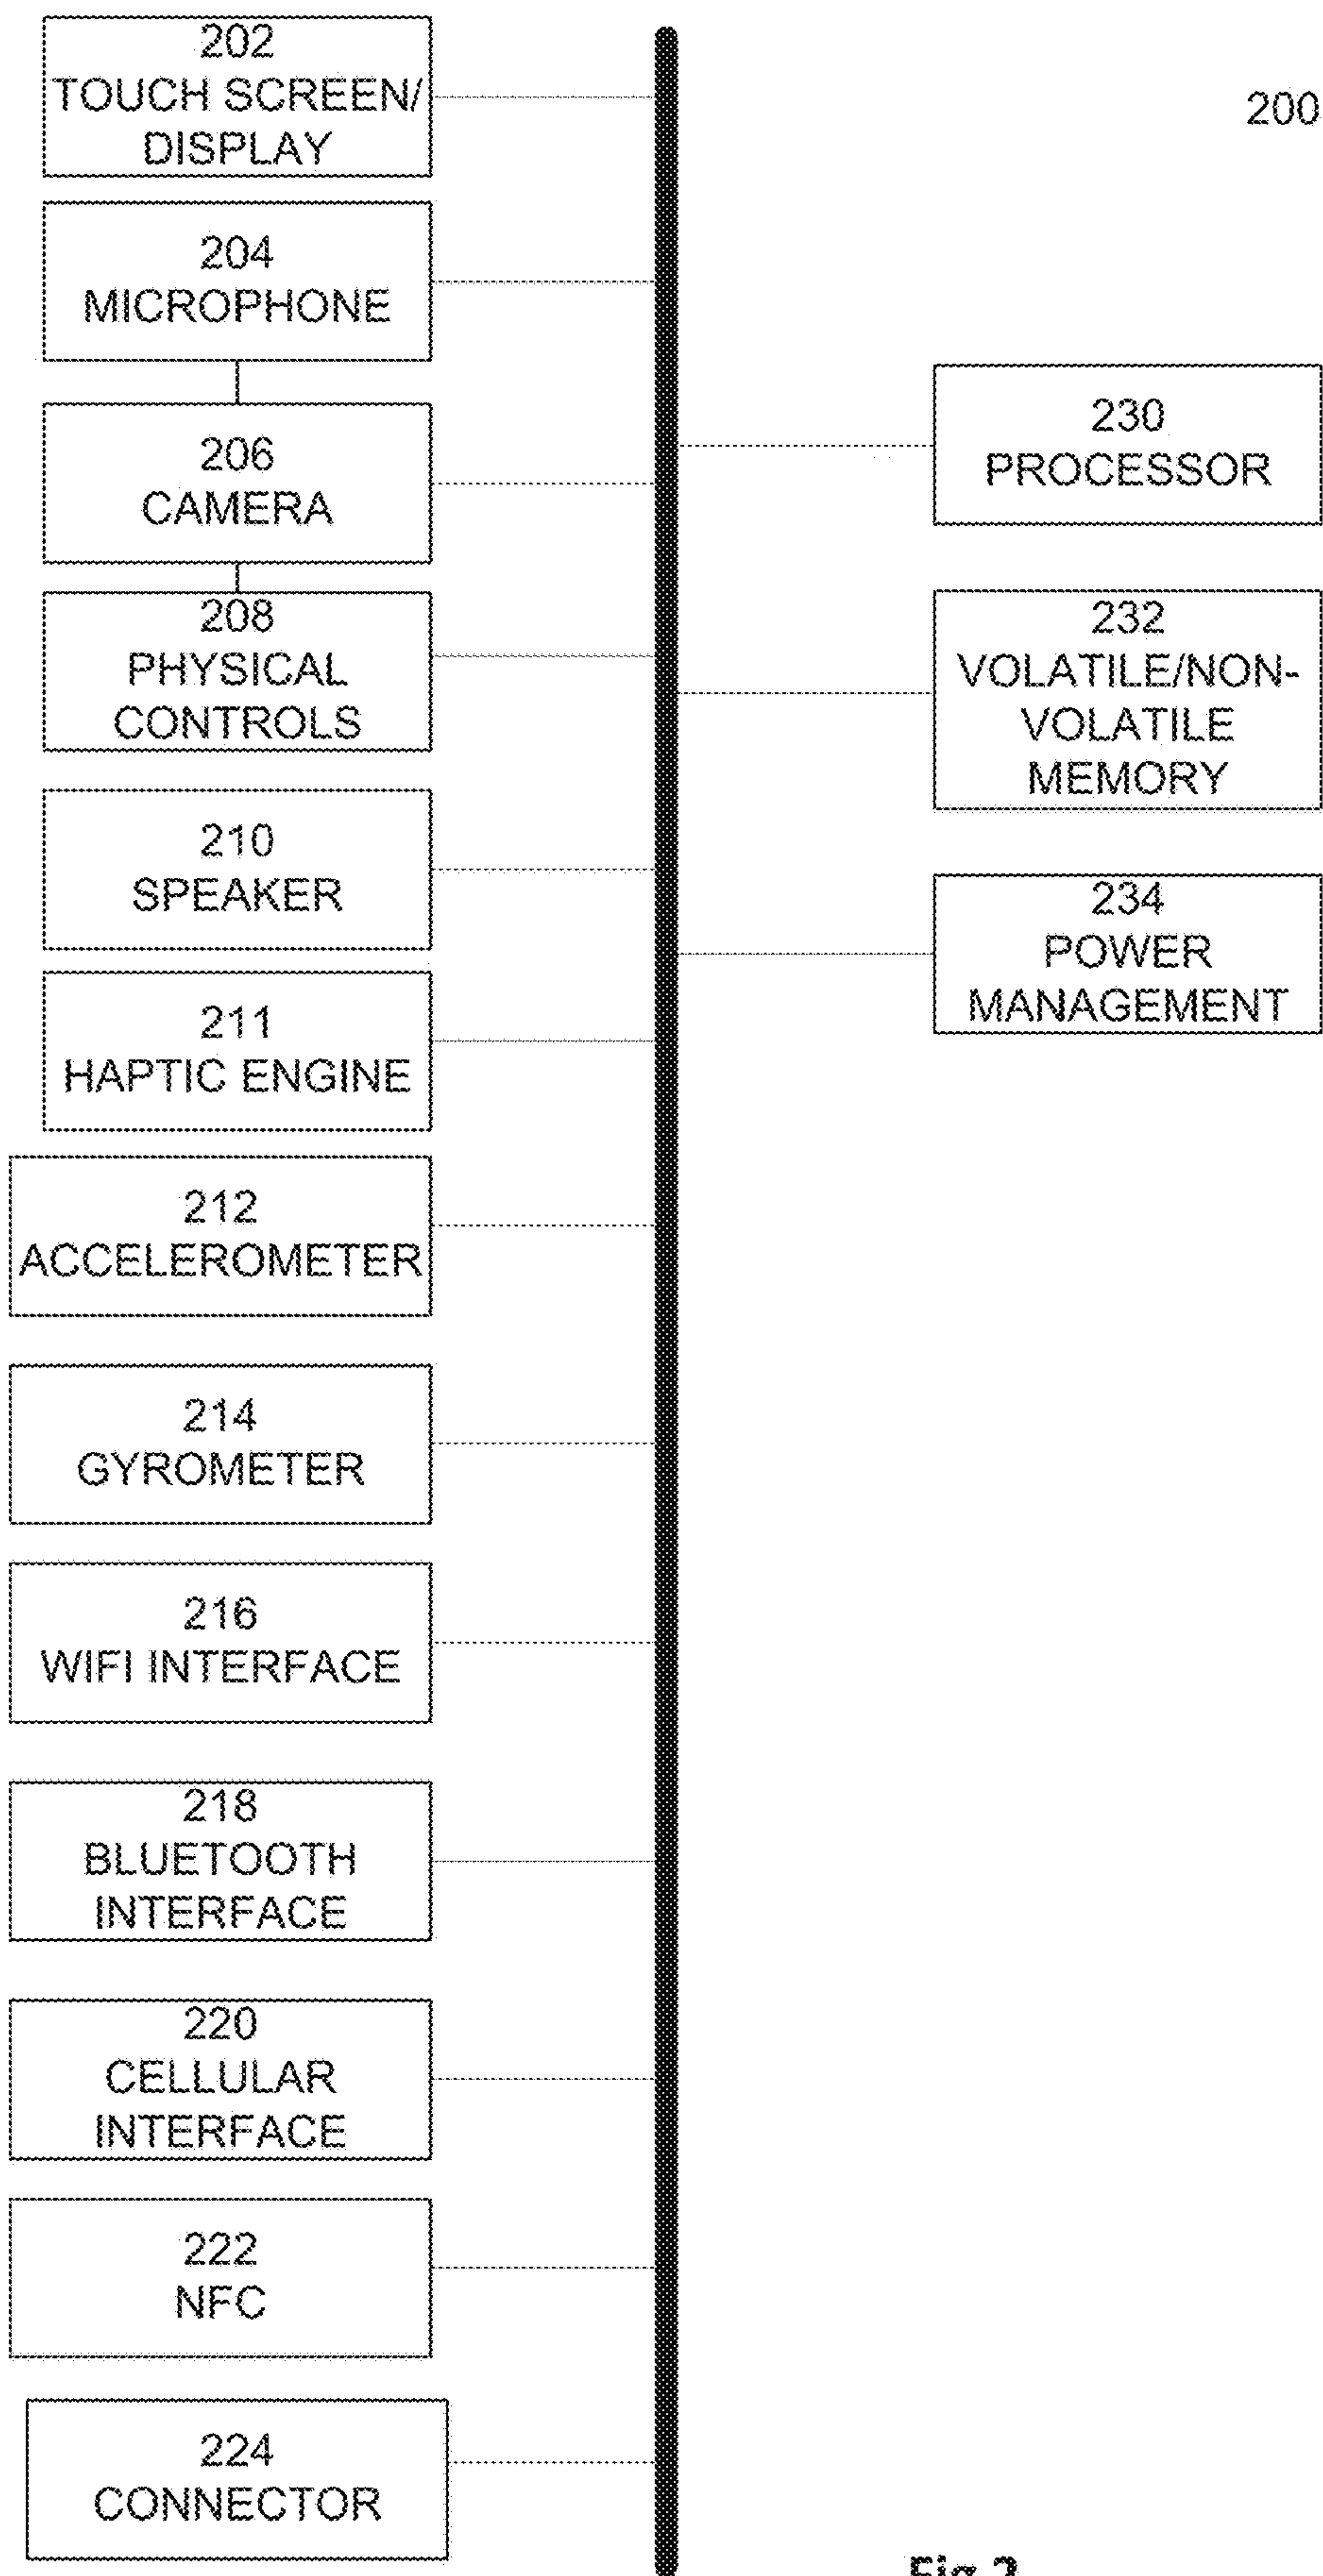 202
TOUCH SCREEN/
DISPLAY
200
204
MICROPHONE
206
CAMERA
230
PROCESSOR
208
PHYSICAL
CONTROLS
232
VOLATILE/NON-
VOLATILE
MEMORY
210
SPEAKER
234
POWER
MANAGEMENT
211
HAPTIC ENGINE
212
ACCELEROMETER
214
GYROMETER
216
WIFI INTERFACE
218
BLUETOOTH
INTERFACE
220
CELLULAR
INTERFACE
222
NFC
224
CONNECTOR